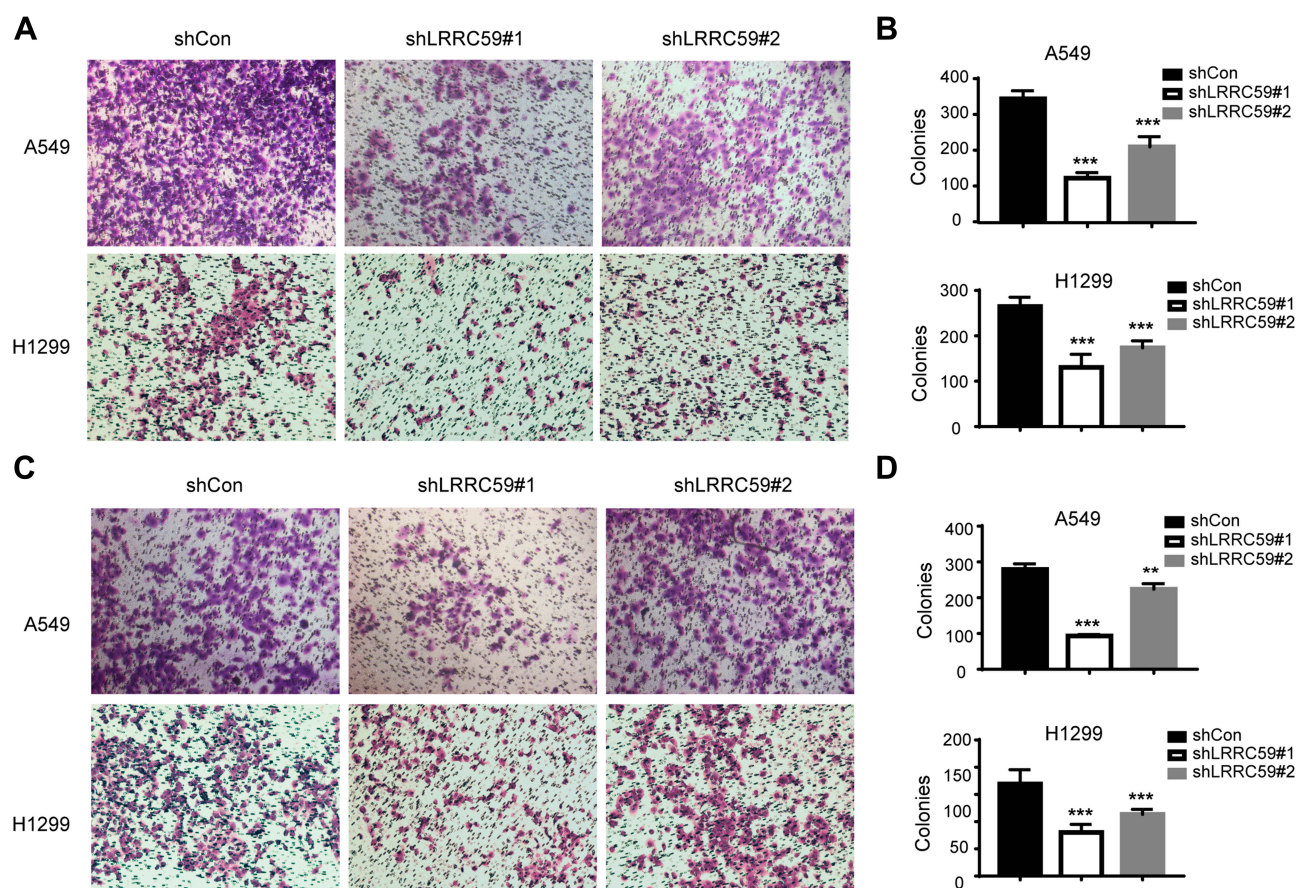 A
shCon
shLRRC59#1
shLRRC59#2
A549
H1299
B
A549
shCon
shLRRC59#1
shLRRC59#2
Colonies
400
300
200
100
0
***
***
H1299
shCon
shLRRC59#1
shLRRC59#2
Colonies
300
200
100
0
***
***
C
shCon
shLRRC59#1
shLRRC59#2
A549
H1299
D
A549
shCon
shLRRC59#1
shLRRC59#2
Colonies
400
300
200
100
0
***
**
H1299
shCon
shLRRC59#1
shLRRC59#2
Colonies
200
150
100
50
0
***
***